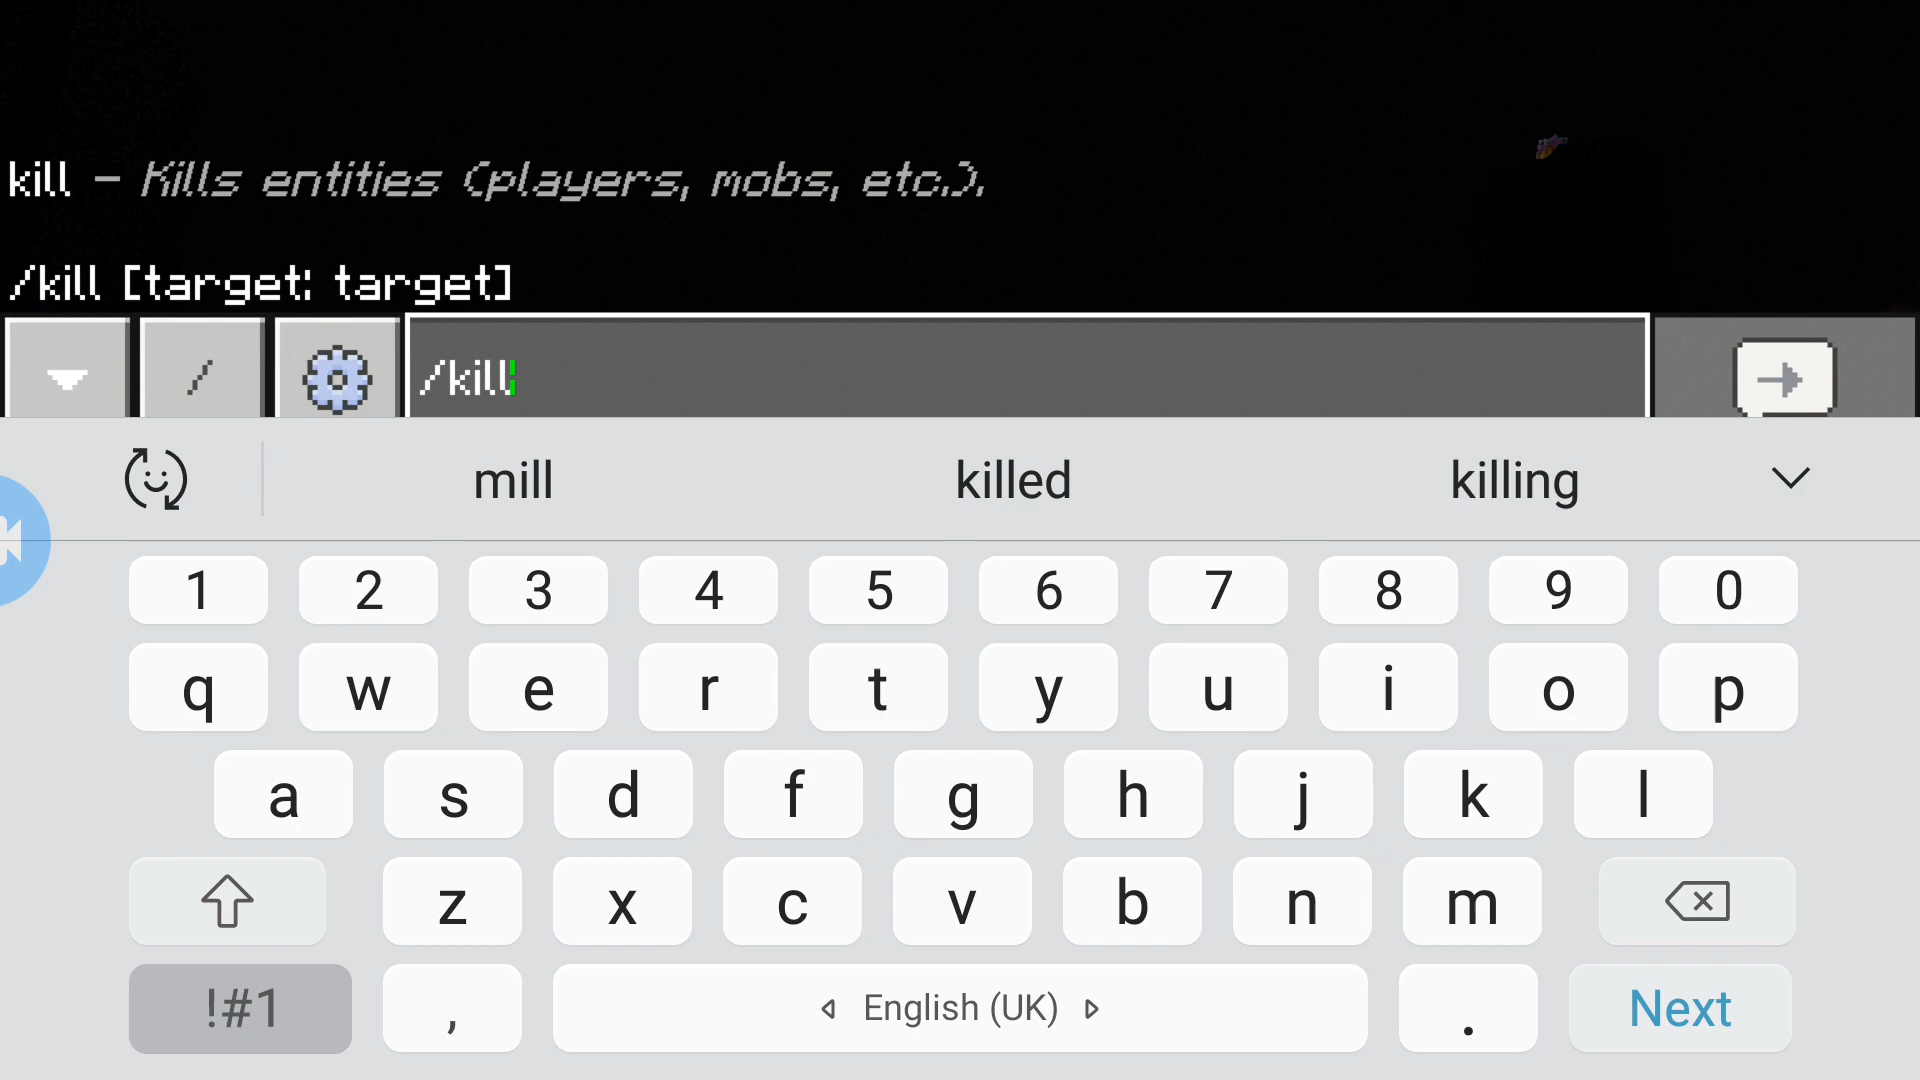 kill – Kills entities (players, mobs, etc.).
/kill [target: target]
/
/kill
mill killed killing
1 2 3 4 5 6 7 8 9 0
q w e r t y u i o p
a s d f g h j k l
z x c v b n m
!#1 , English (UK) . Next